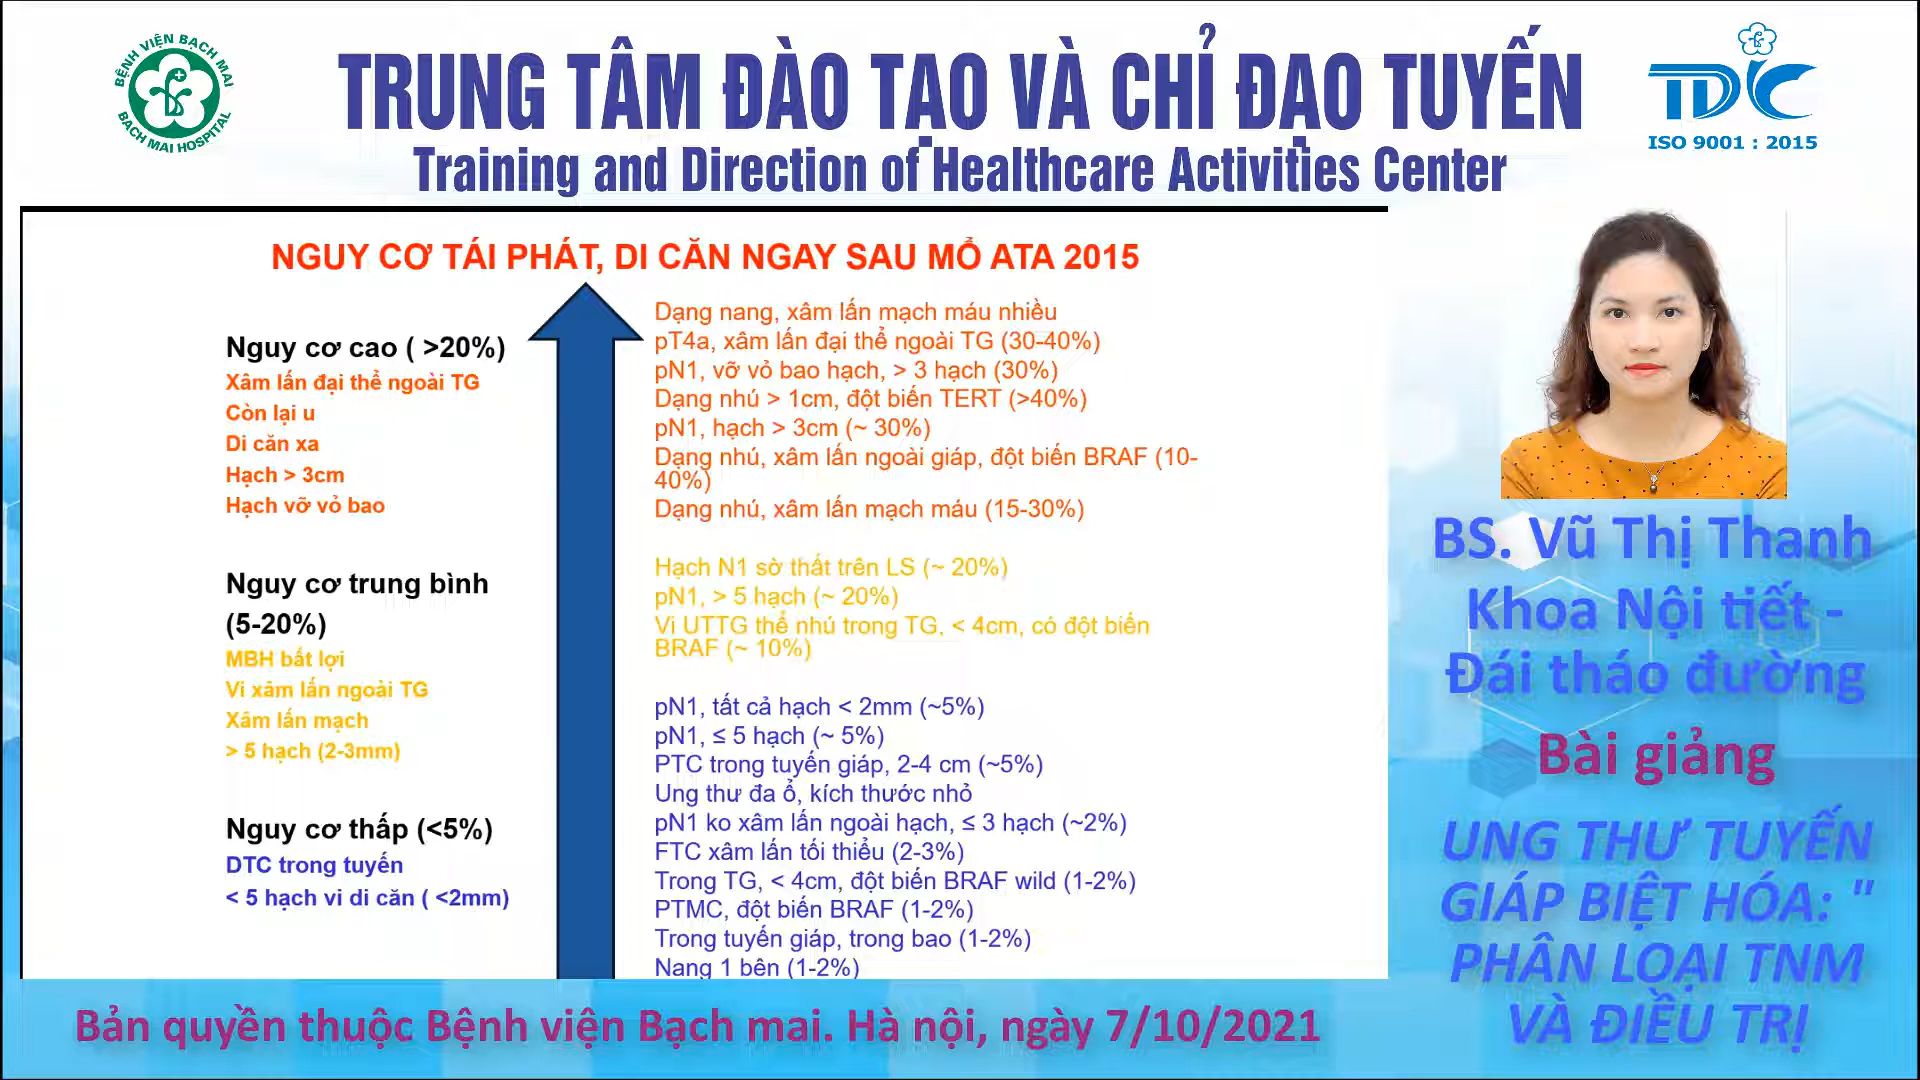 BỆNH VIỆN BẠCH MAI
BACH MAI HOSPITAL
TRUNG TÂM ĐÀO TẠO VÀ CHỈ ĐẠO TUYẾN
Training and Direction of Healthcare Activities Center
TDC
ISO 9001 : 2015
NGUY CƠ TÁI PHÁT, DI CĂN NGAY SAU MỔ ATA 2015
Nguy cơ cao ( >20%)
Xâm lấn đại thể ngoài TG
Còn lại u
Di căn xa
Hạch > 3cm
Hạch vỡ vỏ bao
Nguy cơ trung bình
(5-20%)
MBH bất lợi
Vi xâm lấn ngoài TG
Xâm lấn mạch
> 5 hạch (2-3mm)
Nguy cơ thấp (<5%)
DTC trong tuyến
< 5 hạch vi di căn ( <2mm)
Dạng nang, xâm lấn mạch máu nhiều
pT4a, xâm lấn đại thể ngoài TG (30-40%)
pN1, vỡ vỏ bao hạch, > 3 hạch (30%)
Dạng nhú > 1cm, đột biến TERT (>40%)
pN1, hạch > 3cm (~ 30%)
Dạng nhú, xâm lấn ngoài giáp, đột biến BRAF (10-
40%)
Dạng nhú, xâm lấn mạch máu (15-30%)
Hạch N1 sờ thất trên LS (~ 20%)
pN1, > 5 hạch (~ 20%)
Vi UTTG thể nhú trong TG, < 4cm, có đột biến
BRAF (~ 10%)
pN1, tất cả hạch < 2mm (~5%)
pN1, ≤ 5 hạch (~ 5%)
PTC trong tuyến giáp, 2-4 cm (~5%)
Ung thư đa ổ, kích thước nhỏ
pN1 ko xâm lấn ngoài hạch, ≤ 3 hạch (~2%)
FTC xâm lấn tối thiểu (2-3%)
Trong TG, < 4cm, đột biến BRAF wild (1-2%)
PTMC, đột biến BRAF (1-2%)
Trong tuyến giáp, trong bao (1-2%)
Nang 1 bên (1-2%)
BS. Vũ Thị Thanh
Khoa Nội tiết -
Đái tháo đường
Bài giảng
UNG THƯ TUYẾN
GIÁP BIỆT HÓA: "
PHÂN LOẠI TNM
VÀ ĐIỀU TRỊ
Bản quyền thuộc Bệnh viện Bạch mai. Hà nội, ngày 7/10/2021